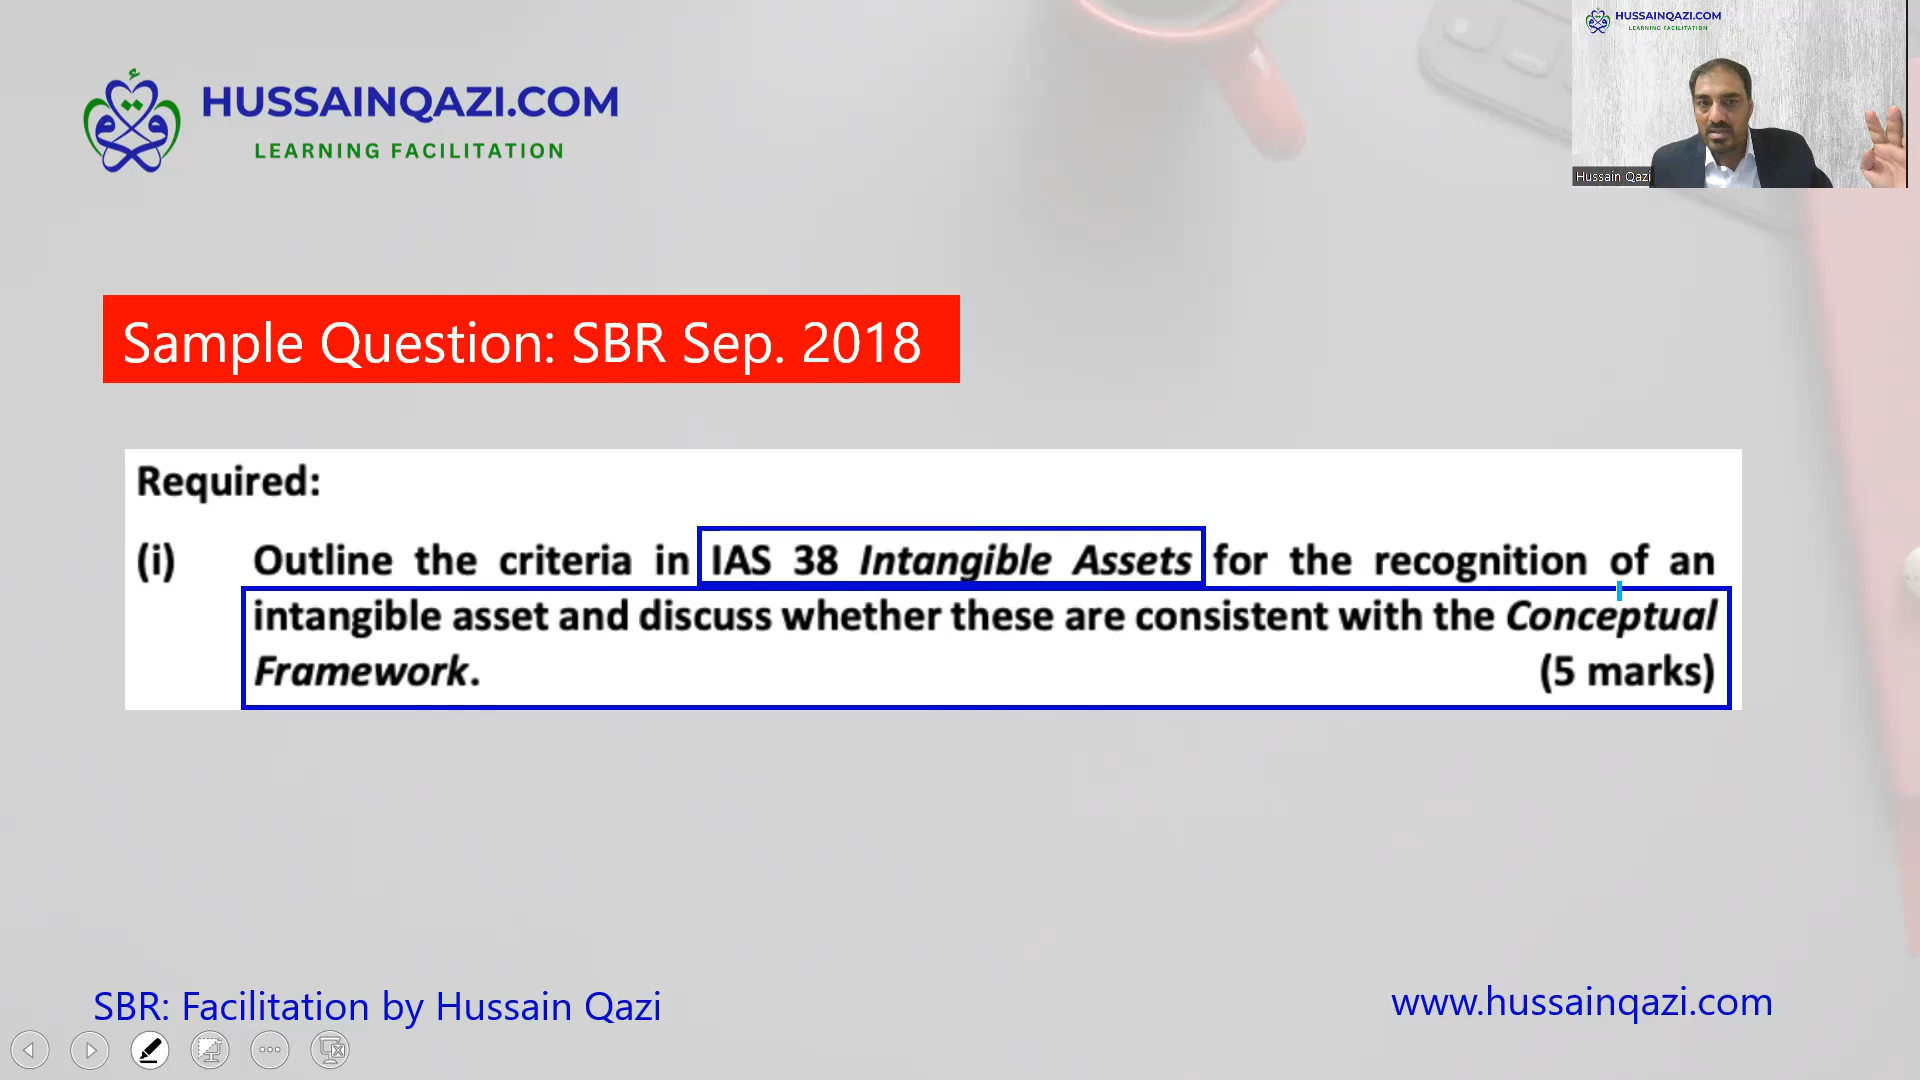 HUSSAINQAZI.COM
LEARNING FACILITATION
HUSSAINQAZI.COM
LEARNING FACILITATION
Hussain Qazi
Sample Question: SBR Sep. 2018
Required:
(i) Outline the criteria in IAS 38 Intangible Assets for the recognition of an
intangible asset and discuss whether these are consistent with the Conceptual
Framework. (5 marks)
SBR: Facilitation by Hussain Qazi
www.hussainqazi.com